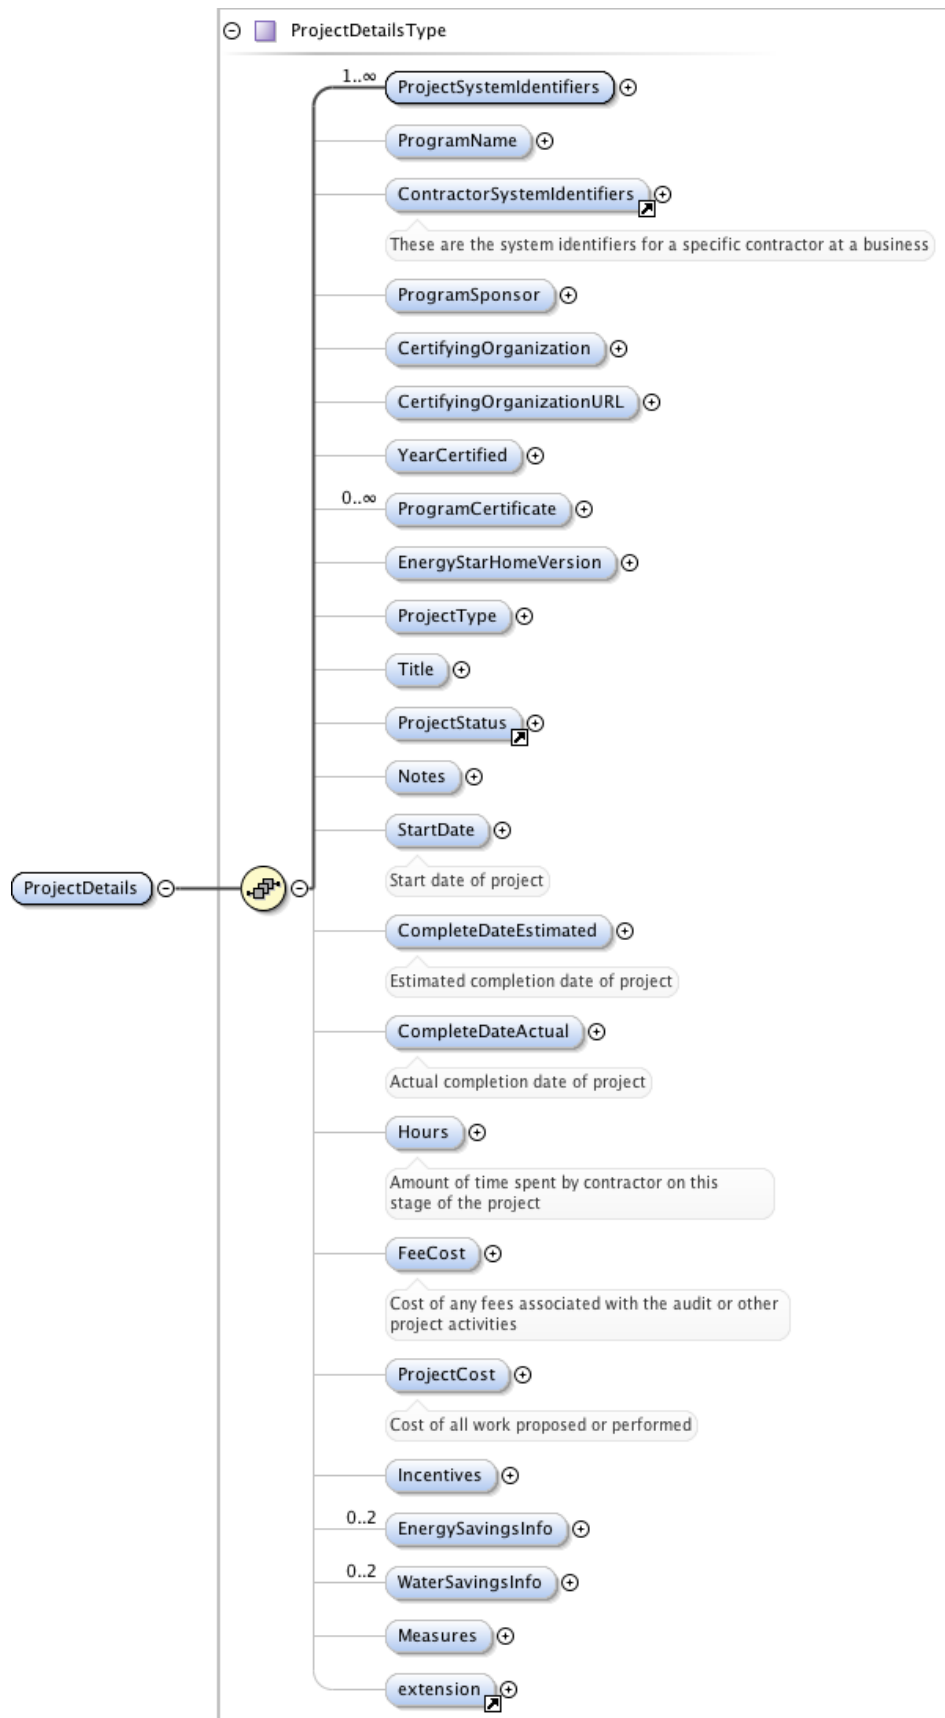 ProjectDetailsType
1..∞
ProjectSystemIdentifiers
ProgramName
ContractorSystemIdentifiers
These are the system identifiers for a specific contractor at a business
ProgramSponsor
CertifyingOrganization
CertifyingOrganizationURL
YearCertified
0..∞
ProgramCertificate
EnergyStarHomeVersion
ProjectType
Title
ProjectStatus
Notes
StartDate
Start date of project
ProjectDetails
CompleteDateEstimated
Estimated completion date of project
CompleteDateActual
Actual completion date of project
Hours
Amount of time spent by contractor on this
stage of the project
FeeCost
Cost of any fees associated with the audit or other
project activities
ProjectCost
Cost of all work proposed or performed
Incentives
0..2
EnergySavingsInfo
0..2
WaterSavingsInfo
Measures
extension